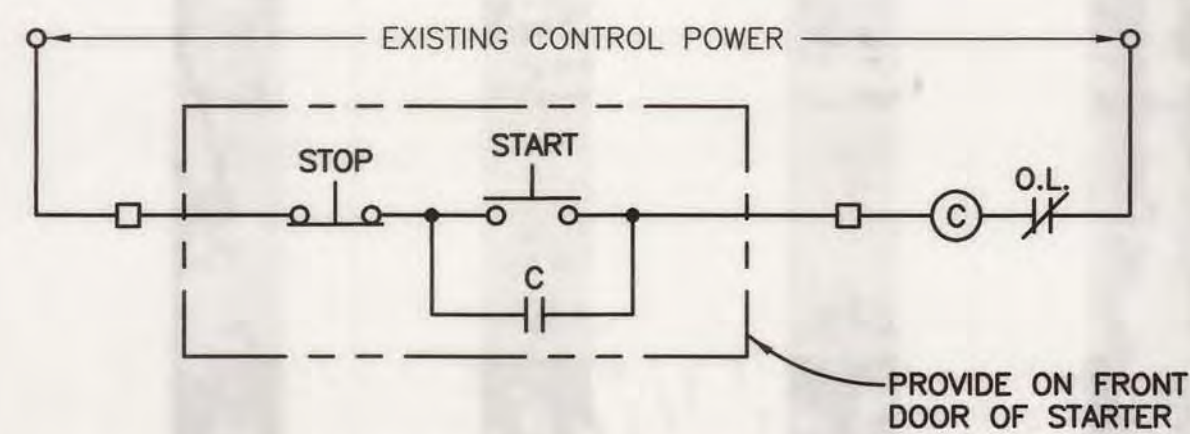 EXISTING CONTROL POWER
STOP
START
O.L.
C
C
PROVIDE ON FRONT
DOOR OF STARTER